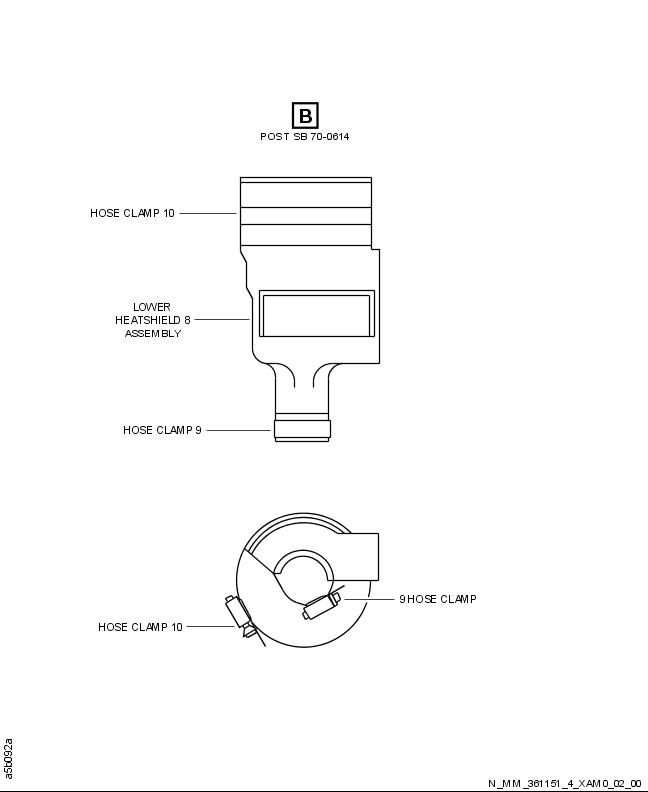 B
POST SB 70-0614
HOSE CLAMP 10
LOWER
HEATSHIELD 8
ASSEMBLY
HOSE CLAMP 9
9 HOSE CLAMP
HOSE CLAMP 10
a5b092a
N_MM_361151_4_XAM0_02_00